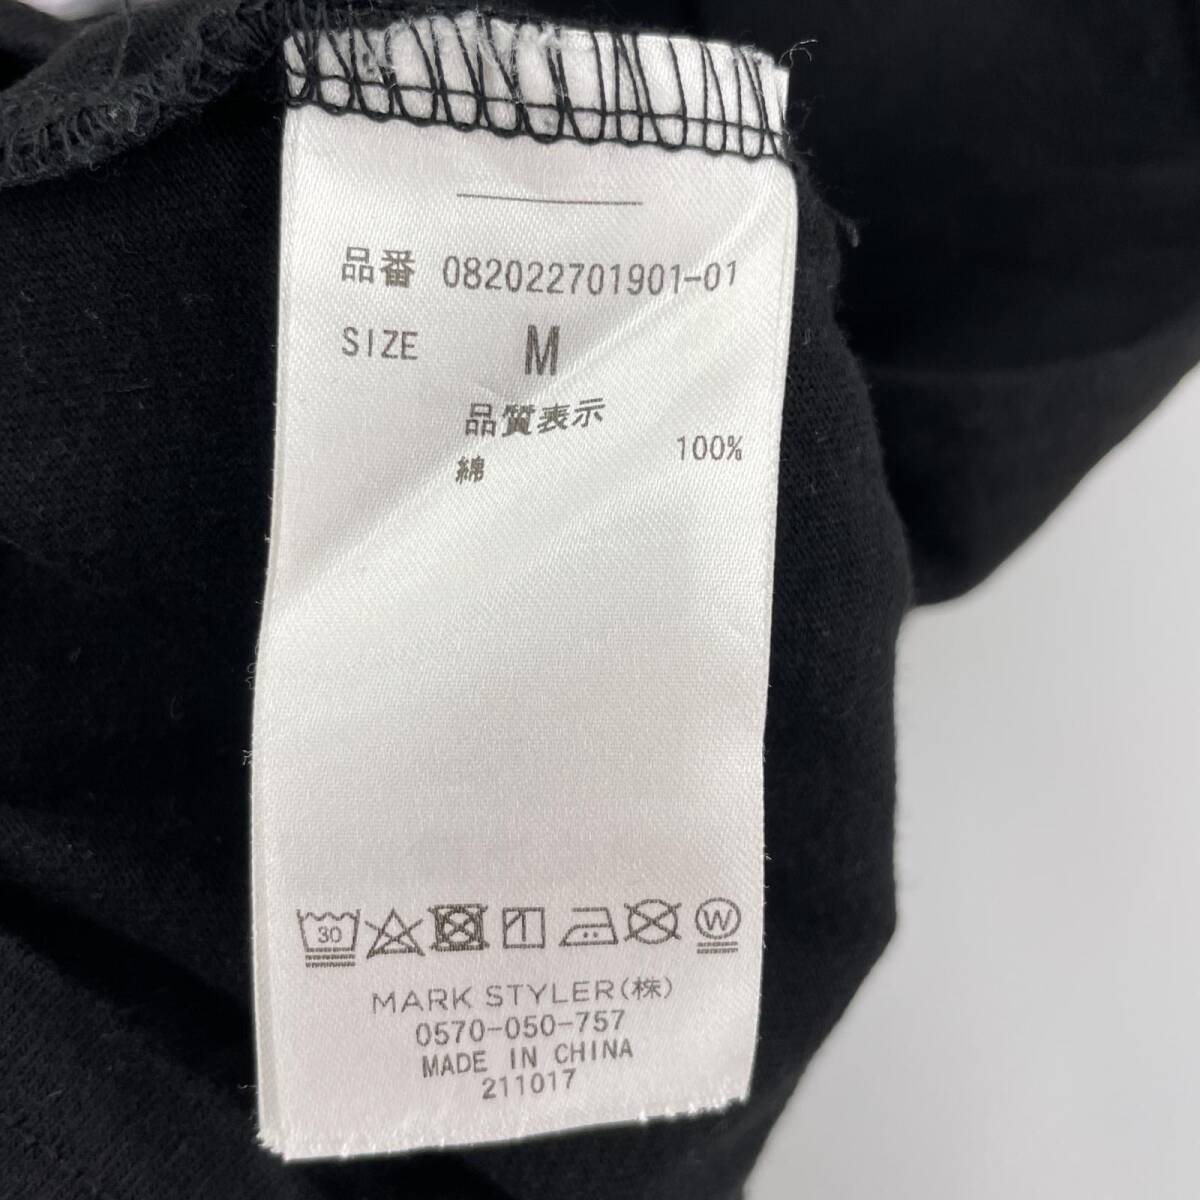 品番 082022701901-01
SIZE M
品質表示
綿 100%
30 W
MARK STYLER(株)
0570-050-757
MADE IN CHINA
211017